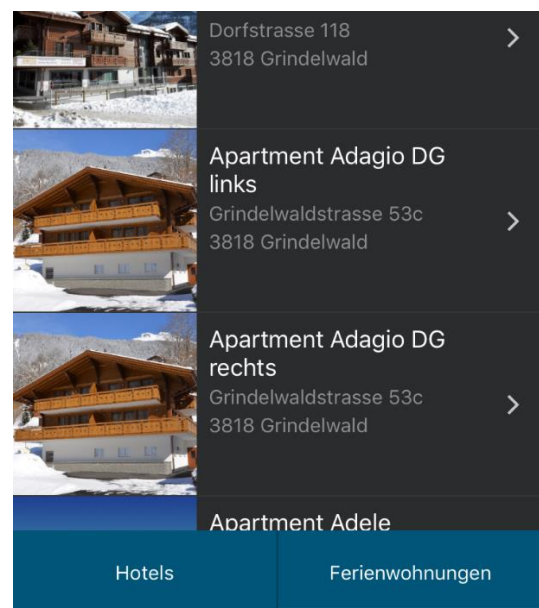 Dorfstrasse 118
3818 Grindelwald
Apartment Adagio DG
links
Grindelwaldstrasse 53c
3818 Grindelwald
Apartment Adagio DG
rechts
Grindelwaldstrasse 53c
3818 Grindelwald
Apartment Adele
Hotels
Ferienwohnungen